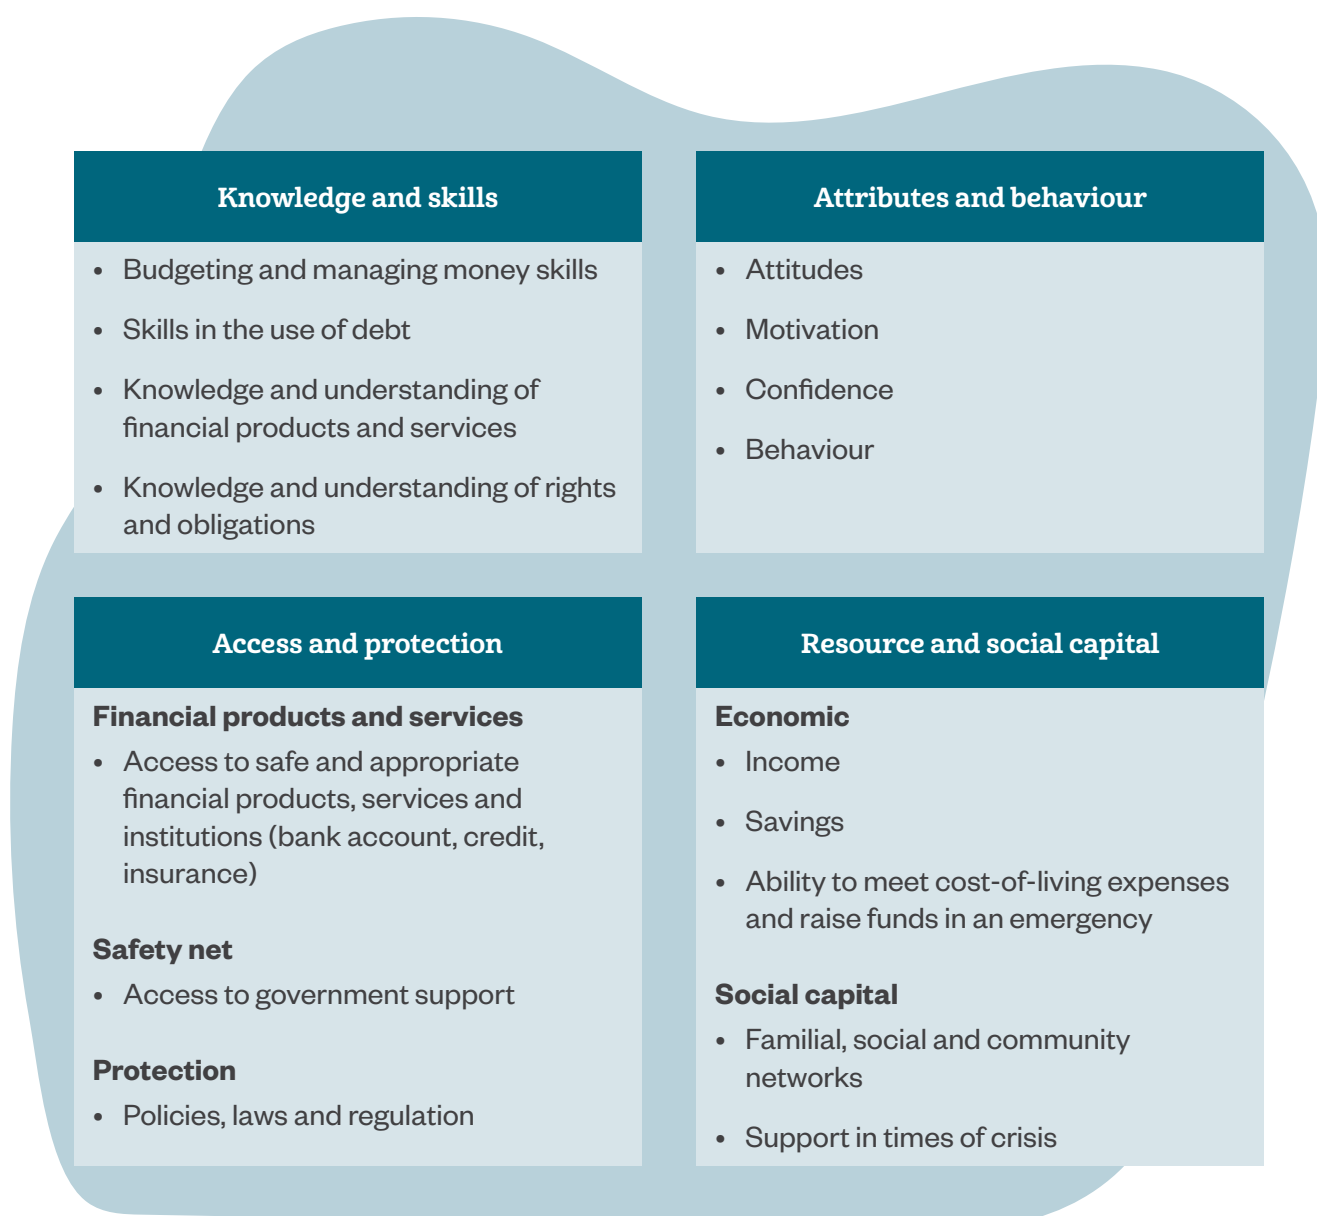 Knowledge and skills
• Budgeting and managing money skills
• Skills in the use of debt
• Knowledge and understanding of
financial products and services
• Knowledge and understanding of rights
and obligations
Attributes and behaviour
• Attitudes
• Motivation
• Confidence
• Behaviour
Access and protection
Financial products and services
• Access to safe and appropriate
financial products, services and
institutions (bank account, credit,
insurance)
Safety net
• Access to government support
Protection
• Policies, laws and regulation
Resource and social capital
Economic
• Income
• Savings
• Ability to meet cost-of-living expenses
and raise funds in an emergency
Social capital
• Familial, social and community
networks
• Support in times of crisis